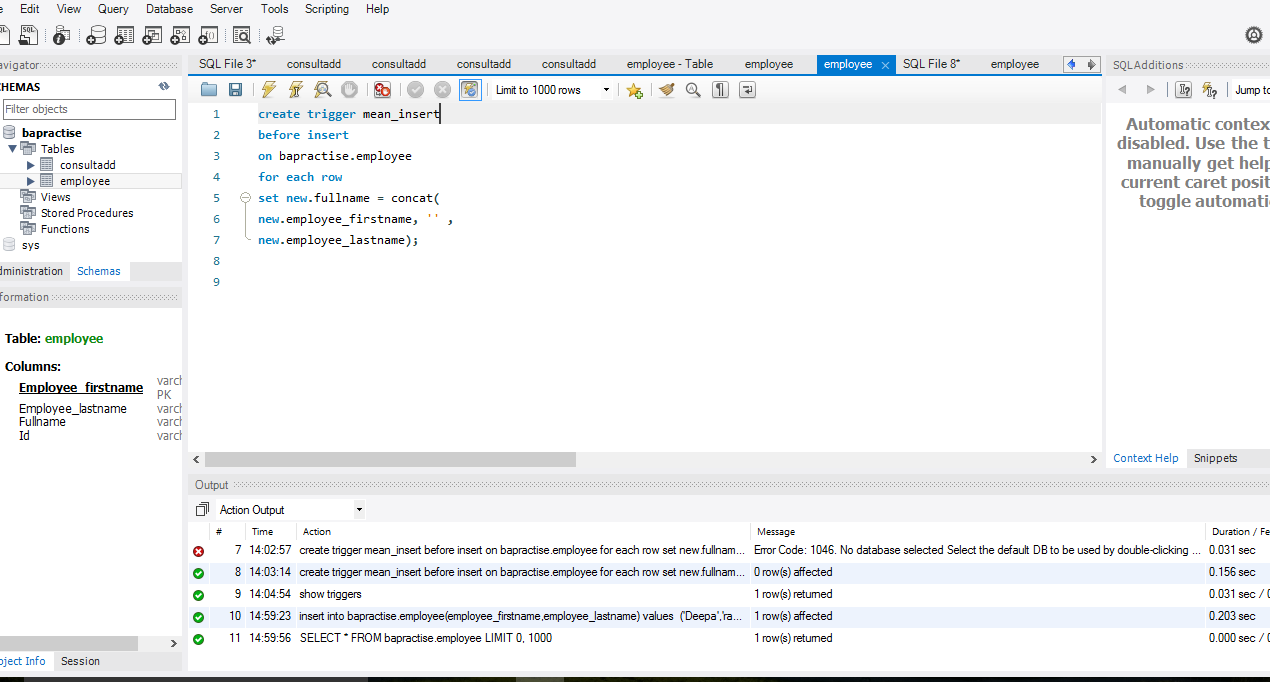 e Edit View Query Database Server Tools Scripting Help
avigator
SQL File 3* consultadd consultadd consultadd consultadd employee - Table employee employee SQL File 8* employee
SQLAdditions
HEMAS
Filter objects
bapractise
Tables
consultadd
employee
Views
Stored Procedures
Functions
sys
dministration Schemas
formation
Table: employee
Columns:
Employee_firstname varch
PK
Employee_lastname varch
Fullname varch
Id varch
oject Info Session
Limit to 1000 rows
1 create trigger mean_insert
2 before insert
3 on bapractise.employee
4 for each row
5 set new.fullname = concat(
6 new.employee_firstname, '' ,
7 new.employee_lastname);
8
9
Jump to
Automatic contex
disabled. Use the t
manually get help
current caret posit
toggle automati
Context Help Snippets
Output
Action Output
# Time Action Message Duration / Fe
7 14:02:57 create trigger mean_insert before insert on bapractise.employee for each row set new.fullnam... Error Code: 1046. No database selected Select the default DB to be used by double-clicking ... 0.031 sec
8 14:03:14 create trigger mean_insert before insert on bapractise.employee for each row set new.fullnam... 0 row(s) affected 0.156 sec
9 14:04:54 show triggers 1 row(s) returned 0.031 sec / 0
10 14:59:23 insert into bapractise.employee(employee_firstname,employee_lastname) values ('Deepa','ra... 1 row(s) affected 0.203 sec
11 14:59:56 SELECT * FROM bapractise.employee LIMIT 0, 1000 1 row(s) returned 0.000 sec / 0